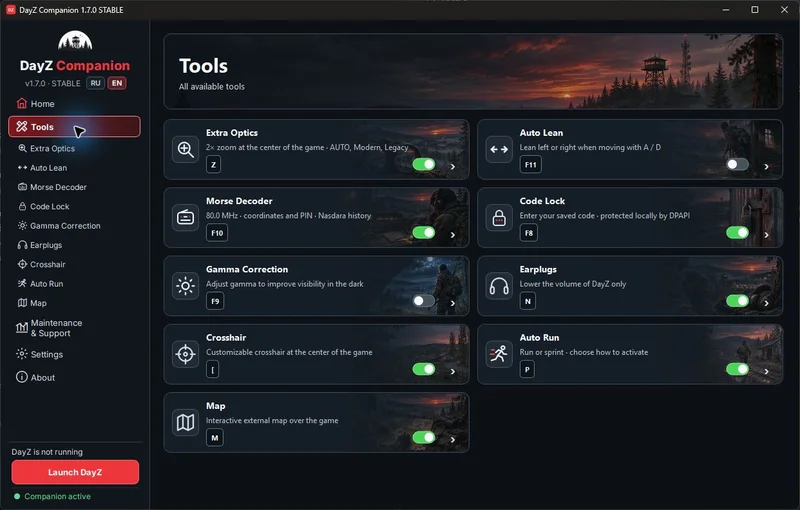 DZ DayZ Companion 1.7.0 STABLE
DayZ Companion
v1.7.0 · STABLE RU EN
Home
Tools
Extra Optics
Auto Lean
Morse Decoder
Code Lock
Gamma Correction
Earplugs
Crosshair
Auto Run
Map
Maintenance
& Support
Settings
About
DayZ is not running
Launch DayZ
Companion active
Tools
All available tools
Extra Optics
2× zoom at the center of the game · AUTO, Modern, Legacy
Z
Auto Lean
Lean left or right when moving with A / D
F11
Morse Decoder
80.0 MHz · coordinates and PIN · Nasdara history
F10
Code Lock
Enter your saved code · protected locally by DPAPI
F8
Gamma Correction
Adjust gamma to improve visibility in the dark
F9
Earplugs
Lower the volume of DayZ only
N
Crosshair
Customizable crosshair at the center of the game
[
Auto Run
Run or sprint · choose how to activate
P
Map
Interactive external map over the game
M